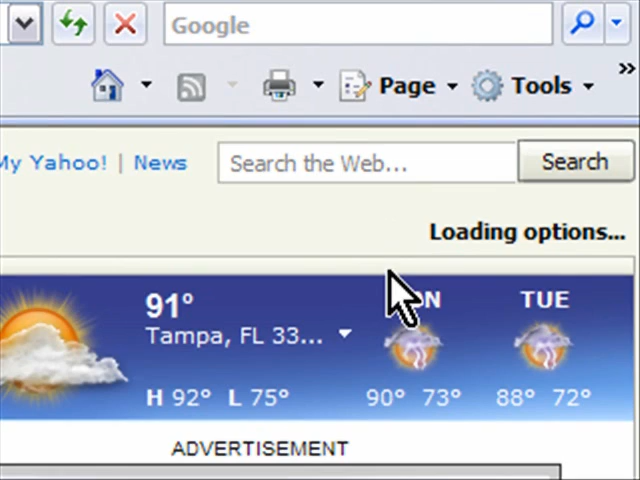 Google
Page Tools »
My Yahoo! | News Search the Web... Search
Loading options...
91°
Tampa, FL 33...
H 92° L 75°
TUE
90° 73° 88° 72°
ADVERTISEMENT